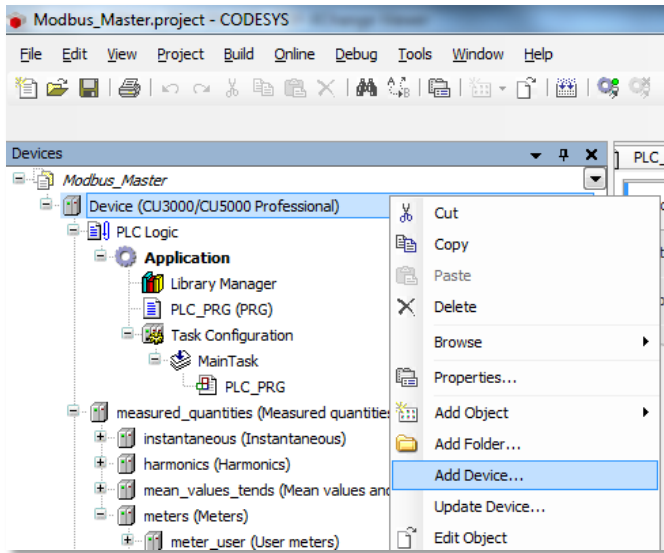 Modbus_Master.project - CODESYS
File Edit View Project Build Online Debug Tools Window Help
Devices
PLC_
Modbus_Master
Device (CU3000/CU5000 Professional)
PLC Logic
Application
Library Manager
PLC_PRG (PRG)
Task Configuration
MainTask
PLC_PRG
measured_quantities (Measured quantities
instantaneous (Instantaneous)
harmonics (Harmonics)
mean_values_tends (Mean values and
meters (Meters)
meter_user (User meters)
Cut
Copy
Paste
Delete
Browse
Properties...
Add Object
Add Folder...
Add Device...
Update Device...
Edit Object